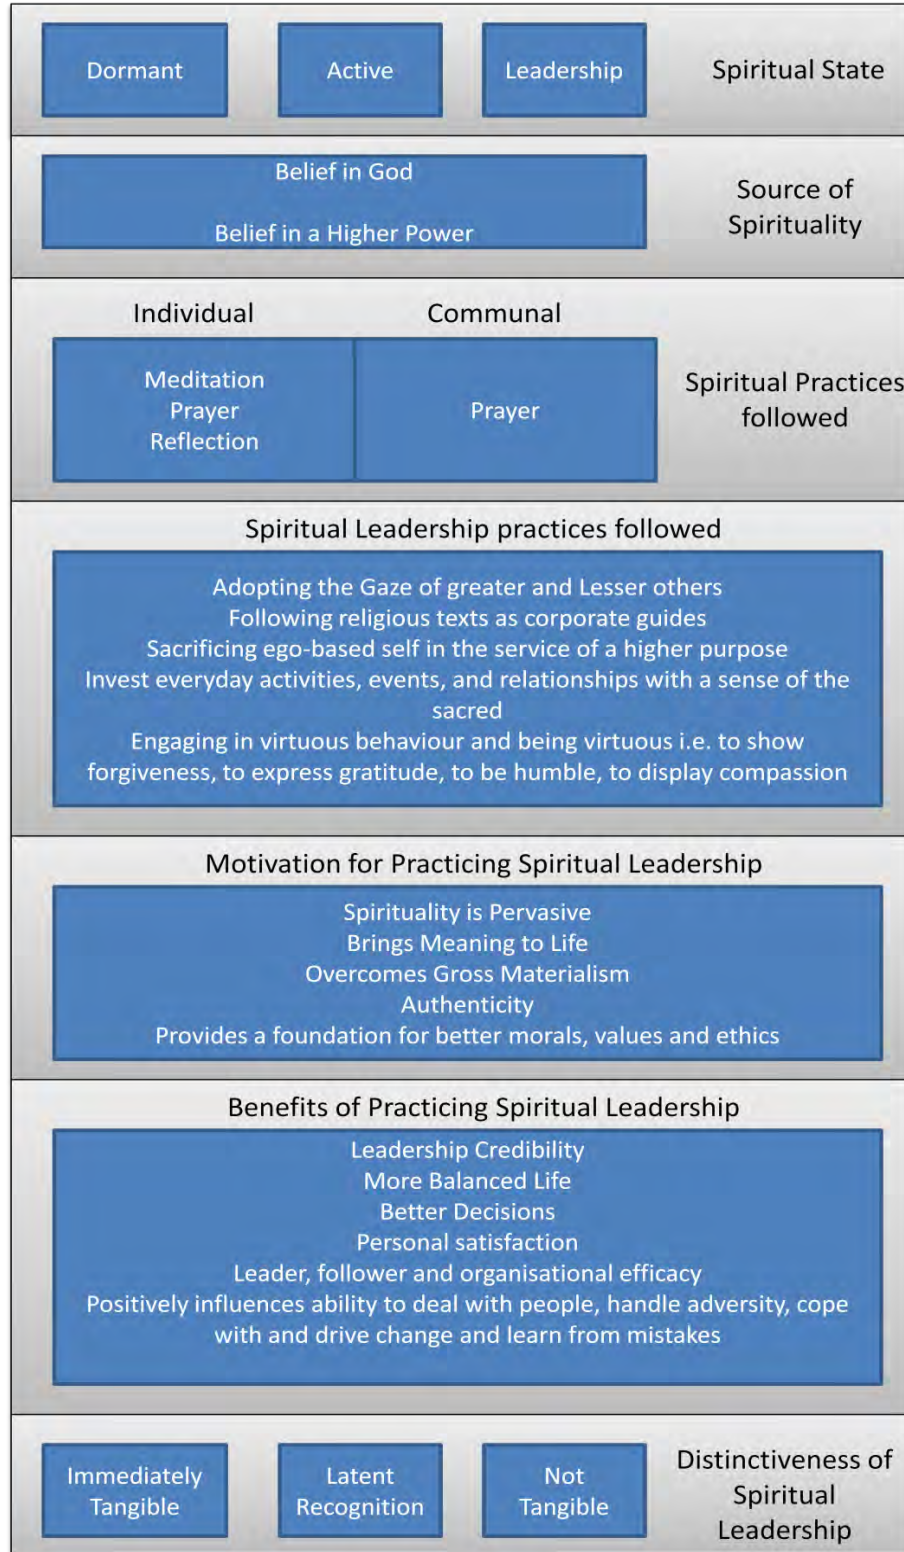 Dormant
Active
Leadership
Spiritual State
Belief in God
Belief in a Higher Power
Source of
Spirituality
Individual
Communal
Meditation
Prayer
Reflection
Prayer
Spiritual Practices
followed
Spiritual Leadership practices followed
Adopting the Gaze of greater and Lesser others
Following religious texts as corporate guides
Sacrificing ego-based self in the service of a higher purpose
Invest everyday activities, events, and relationships with a sense of the
sacred
Engaging in virtuous behaviour and being virtuous i.e. to show
forgiveness, to express gratitude, to be humble, to display compassion
Motivation for Practicing Spiritual Leadership
Spirituality is Pervasive
Brings Meaning to Life
Overcomes Gross Materialism
Authenticity
Provides a foundation for better morals, values and ethics
Benefits of Practicing Spiritual Leadership
Leadership Credibility
More Balanced Life
Better Decisions
Personal satisfaction
Leader, follower and organisational efficacy
Positively influences ability to deal with people, handle adversity, cope
with and drive change and learn from mistakes
Immediately
Tangible
Latent
Recognition
Not
Tangible
Distinctiveness of
Spiritual
Leadership